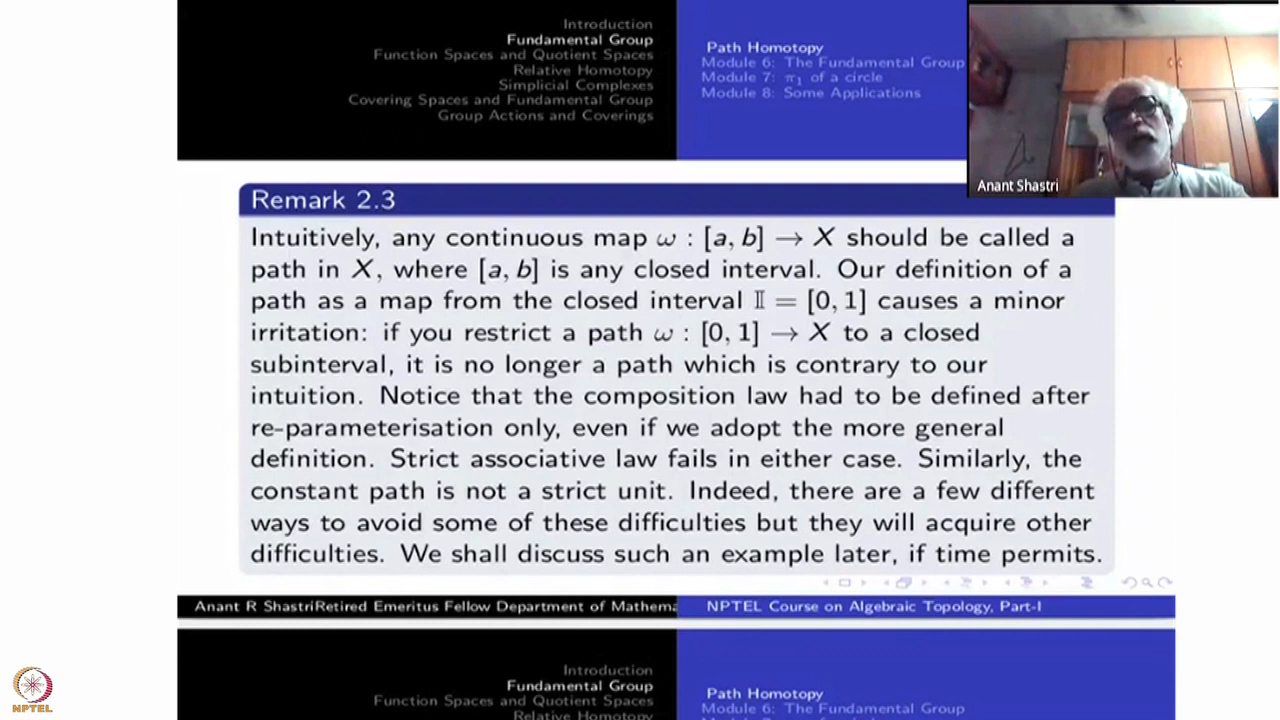 Introduction
Fundamental Group
Function Spaces and Quotient Spaces
Relative Homotopy
Simplicial Complexes
Covering Spaces and Fundamental Group
Group Actions and Coverings
Path Homotopy
Module 6: The Fundamental Group
Module 7: π₁ of a circle
Module 8: Some Applications
Anant Shastri
Remark 2.3
Intuitively, any continuous map ω : [a, b] → X should be called a
path in X, where [a, b] is any closed interval. Our definition of a
path as a map from the closed interval 𝕀 = [0, 1] causes a minor
irritation: if you restrict a path ω : [0, 1] → X to a closed
subinterval, it is no longer a path which is contrary to our
intuition. Notice that the composition law had to be defined after
re-parameterisation only, even if we adopt the more general
definition. Strict associative law fails in either case. Similarly, the
constant path is not a strict unit. Indeed, there are a few different
ways to avoid some of these difficulties but they will acquire other
difficulties. We shall discuss such an example later, if time permits.
Anant R ShastriRetired Emeritus Fellow Department of Mathema
NPTEL Course on Algebraic Topology, Part-I
Introduction
Fundamental Group
Function Spaces and Quotient Spaces
Relative Homotopy
Path Homotopy
Module 6: The Fundamental Group
NPTEL